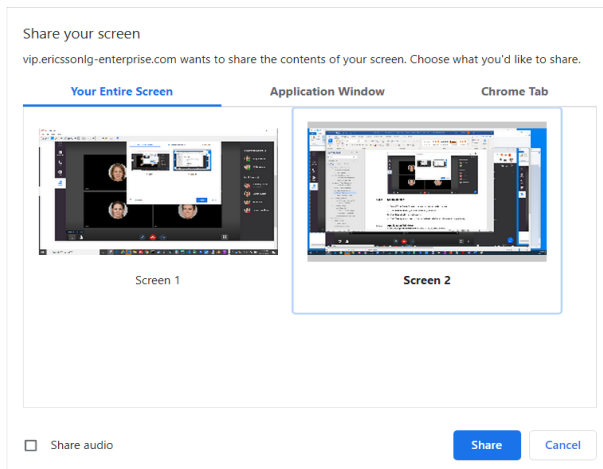 Share your screen
vip.ericssonlg-enterprise.com wants to share the contents of your screen. Choose what you'd like to share.
Your Entire Screen
Application Window
Chrome Tab
Screen 1
Screen 2
Share audio
Share
Cancel